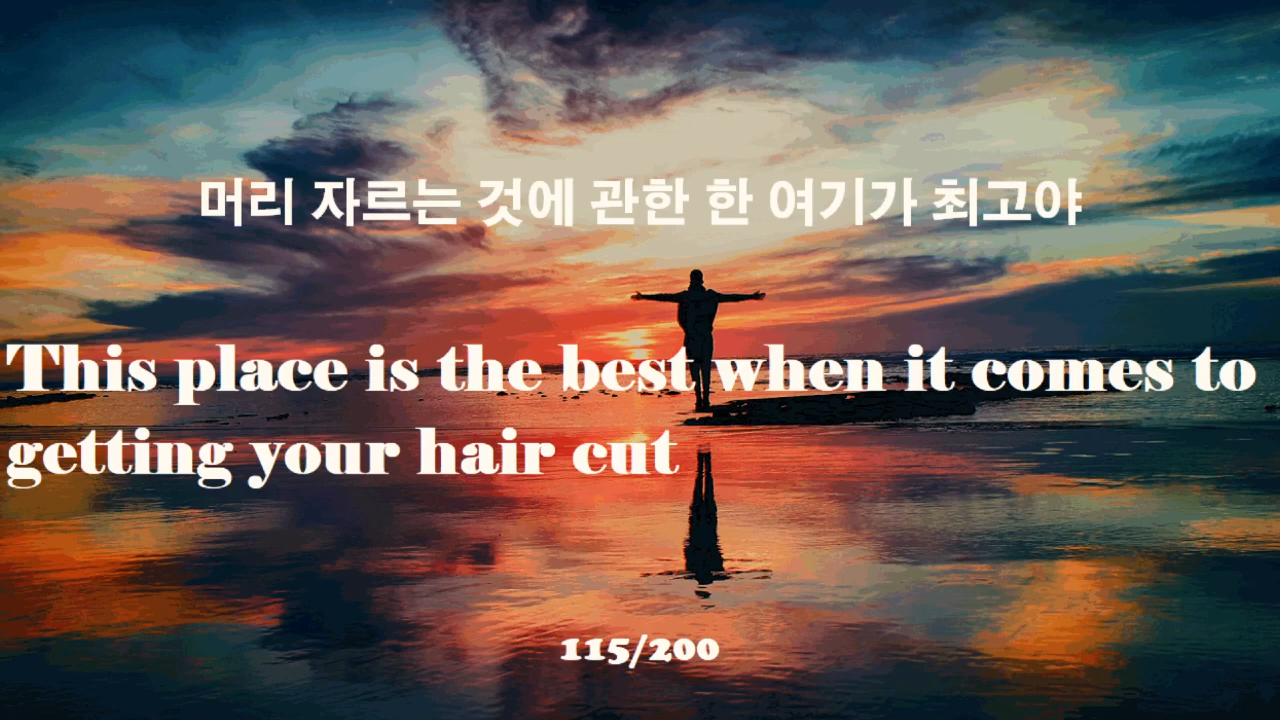 머리 자르는 것에 관한 한 여기가 최고야
This place is the best when it comes to
getting your hair cut
115/200